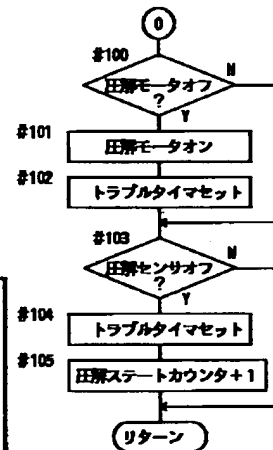 0
#100
圧解モータオフ
?
N
Y
#101
圧解モータオン
#102
トラブルタイマセット
#103
圧解センサオフ
?
N
Y
#104
トラブルタイマセット
#105
圧解ステートカウンタ+1
リターン